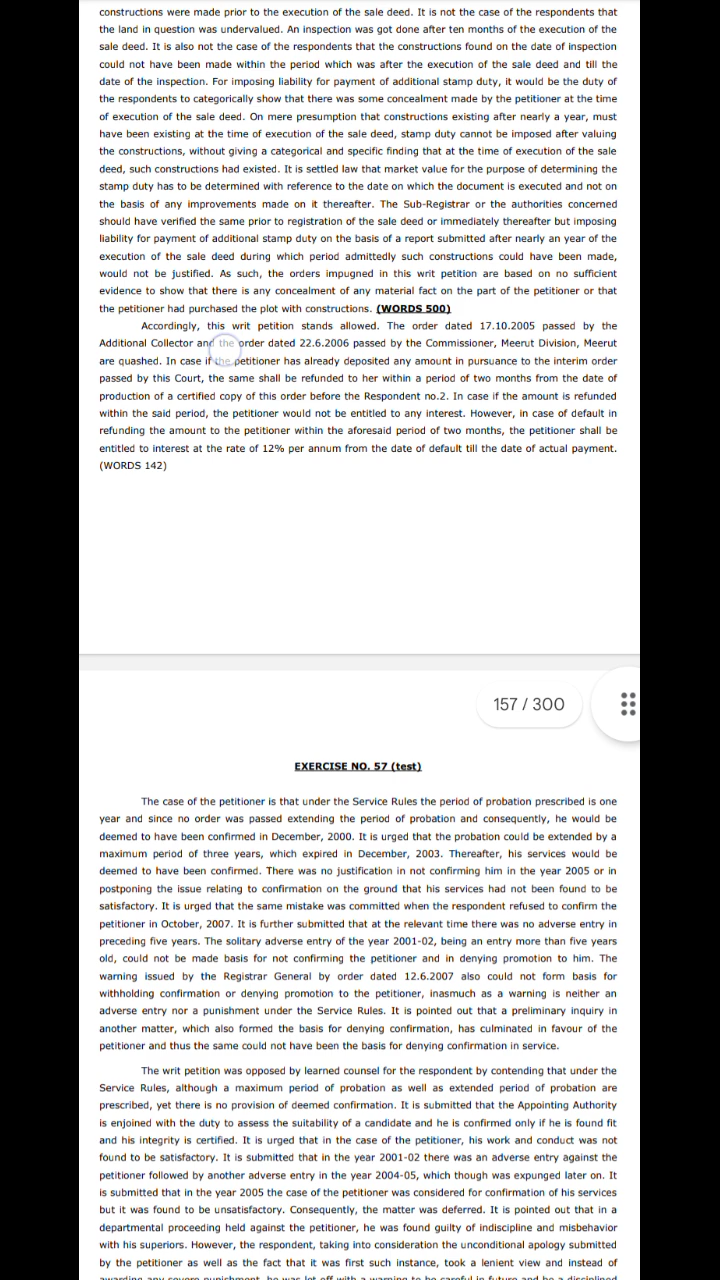 constructions were made prior to the execution of the sale deed. It is not the case of the respondents that
the land in question was undervalued. An inspection was got done after ten months of the execution of the
sale deed. It is also not the case of the respondents that the constructions found on the date of inspection
could not have been made within the period which was after the execution of the sale deed and till the
date of the inspection. For imposing liability for payment of additional stamp duty, it would be the duty of
the respondents to categorically show that there was some concealment made by the petitioner at the time
of execution of the sale deed. On mere presumption that constructions existing after nearly a year, must
have been existing at the time of execution of the sale deed, stamp duty cannot be imposed after valuing
the constructions, without giving a categorical and specific finding that at the time of execution of the sale
deed, such constructions had existed. It is settled law that market value for the purpose of determining the
stamp duty has to be determined with reference to the date on which the document is executed and not on
the basis of any improvements made on it thereafter. The Sub-Registrar or the authorities concerned
should have verified the same prior to registration of the sale deed or immediately thereafter but imposing
liability for payment of additional stamp duty on the basis of a report submitted after nearly an year of the
execution of the sale deed during which period admittedly such constructions could have been made,
would not be justified. As such, the orders impugned in this writ petition are based on no sufficient
evidence to show that there is any concealment of any material fact on the part of the petitioner or that
the petitioner had purchased the plot with constructions. (WORDS 500)
Accordingly, this writ petition stands allowed. The order dated 17.10.2005 passed by the
Additional Collector and the order dated 22.6.2006 passed by the Commissioner, Meerut Division, Meerut
are quashed. In case if the petitioner has already deposited any amount in pursuance to the interim order
passed by this Court, the same shall be refunded to her within a period of two months from the date of
production of a certified copy of this order before the Respondent no.2. In case if the amount is refunded
within the said period, the petitioner would not be entitled to any interest. However, in case of default in
refunding the amount to the petitioner within the aforesaid period of two months, the petitioner shall be
entitled to interest at the rate of 12% per annum from the date of default till the date of actual payment.
(WORDS 142)
157 / 300
EXERCISE NO. 57 (test)
The case of the petitioner is that under the Service Rules the period of probation prescribed is one
year and since no order was passed extending the period of probation and consequently, he would be
deemed to have been confirmed in December, 2000. It is urged that the probation could be extended by a
maximum period of three years, which expired in December, 2003. Thereafter, his services would be
deemed to have been confirmed. There was no justification in not confirming him in the year 2005 or in
postponing the issue relating to confirmation on the ground that his services had not been found to be
satisfactory. It is urged that the same mistake was committed when the respondent refused to confirm the
petitioner in October, 2007. It is further submitted that at the relevant time there was no adverse entry in
preceding five years. The solitary adverse entry of the year 2001-02, being an entry more than five years
old, could not be made basis for not confirming the petitioner and in denying promotion to him. The
warning issued by the Registrar General by order dated 12.6.2007 also could not form basis for
withholding confirmation or denying promotion to the petitioner, inasmuch as a warning is neither an
adverse entry nor a punishment under the Service Rules. It is pointed out that a preliminary inquiry in
another matter, which also formed the basis for denying confirmation, has culminated in favour of the
petitioner and thus the same could not have been the basis for denying confirmation in service.
The writ petition was opposed by learned counsel for the respondent by contending that under the
Service Rules, although a maximum period of probation as well as extended period of probation are
prescribed, yet there is no provision of deemed confirmation. It is submitted that the Appointing Authority
is enjoined with the duty to assess the suitability of a candidate and he is confirmed only if he is found fit
and his integrity is certified. It is urged that in the case of the petitioner, his work and conduct was not
found to be satisfactory. It is submitted that in the year 2001-02 there was an adverse entry against the
petitioner followed by another adverse entry in the year 2004-05, which though was expunged later on. It
is submitted that in the year 2005 the case of the petitioner was considered for confirmation of his services
but it was found to be unsatisfactory. Consequently, the matter was deferred. It is pointed out that in a
departmental proceeding held against the petitioner, he was found guilty of indiscipline and misbehavior
with his superiors. However, the respondent, taking into consideration the unconditional apology submitted
by the petitioner as well as the fact that it was first such instance, took a lenient view and instead of
awarding any severe punishment, he was let off with a warning to be careful in future and be a disciplined